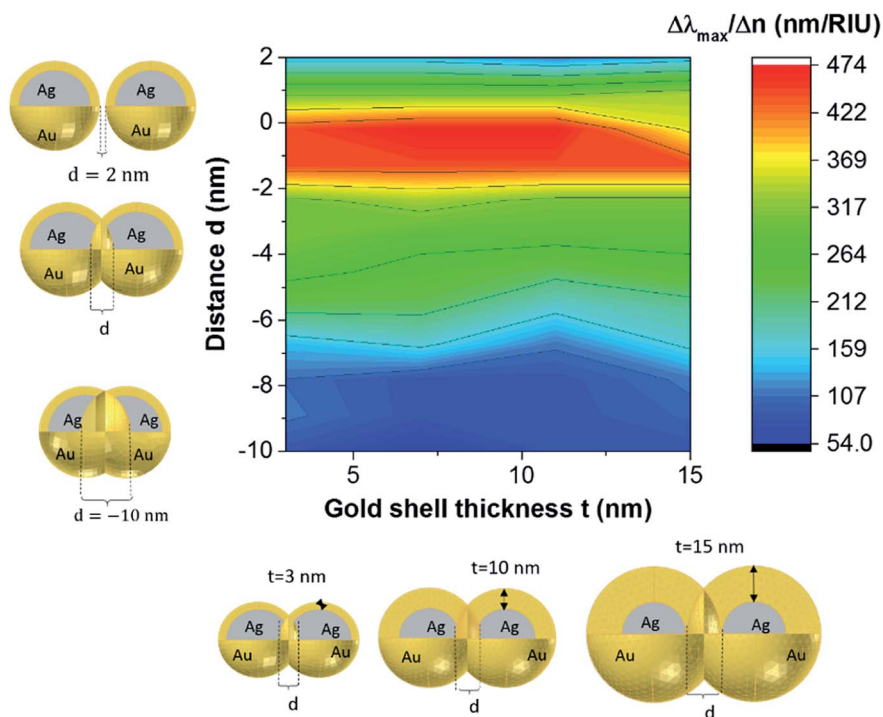 Δλmax/Δn (nm/RIU)
Ag Ag
Au Au
d = 2 nm
Ag Ag
Au Au
d
Ag Ag
Au Au
d = −10 nm
Distance d (nm)
2
0
-2
-4
-6
-8
-10
5 10 15
Gold shell thickness t (nm)
474
422
369
317
264
212
159
107
54.0
t=3 nm
Ag Ag
Au Au
d
t=10 nm
Ag Ag
Au Au
d
t=15 nm
Ag Ag
Au Au
d